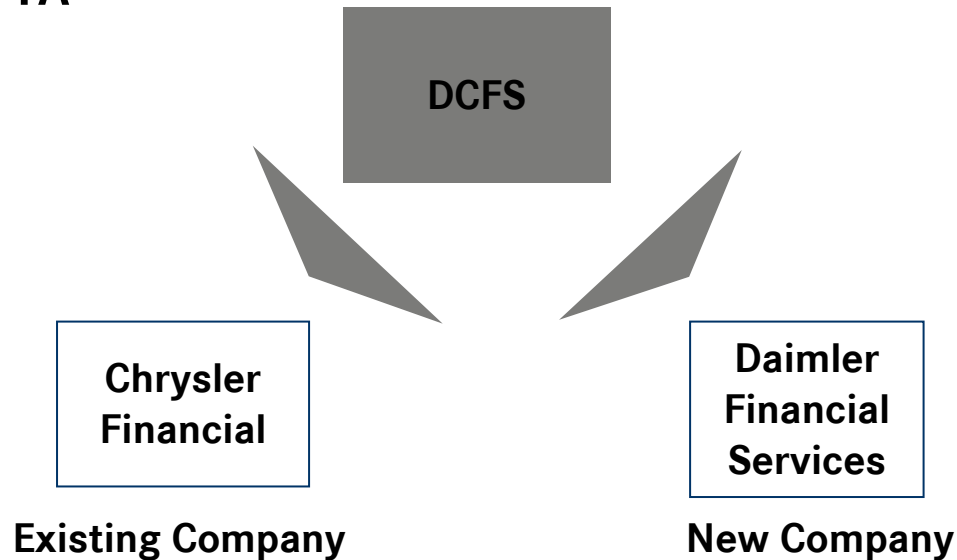 DCFS
Chrysler
Financial
Daimler
Financial
Services
Existing Company
New Company